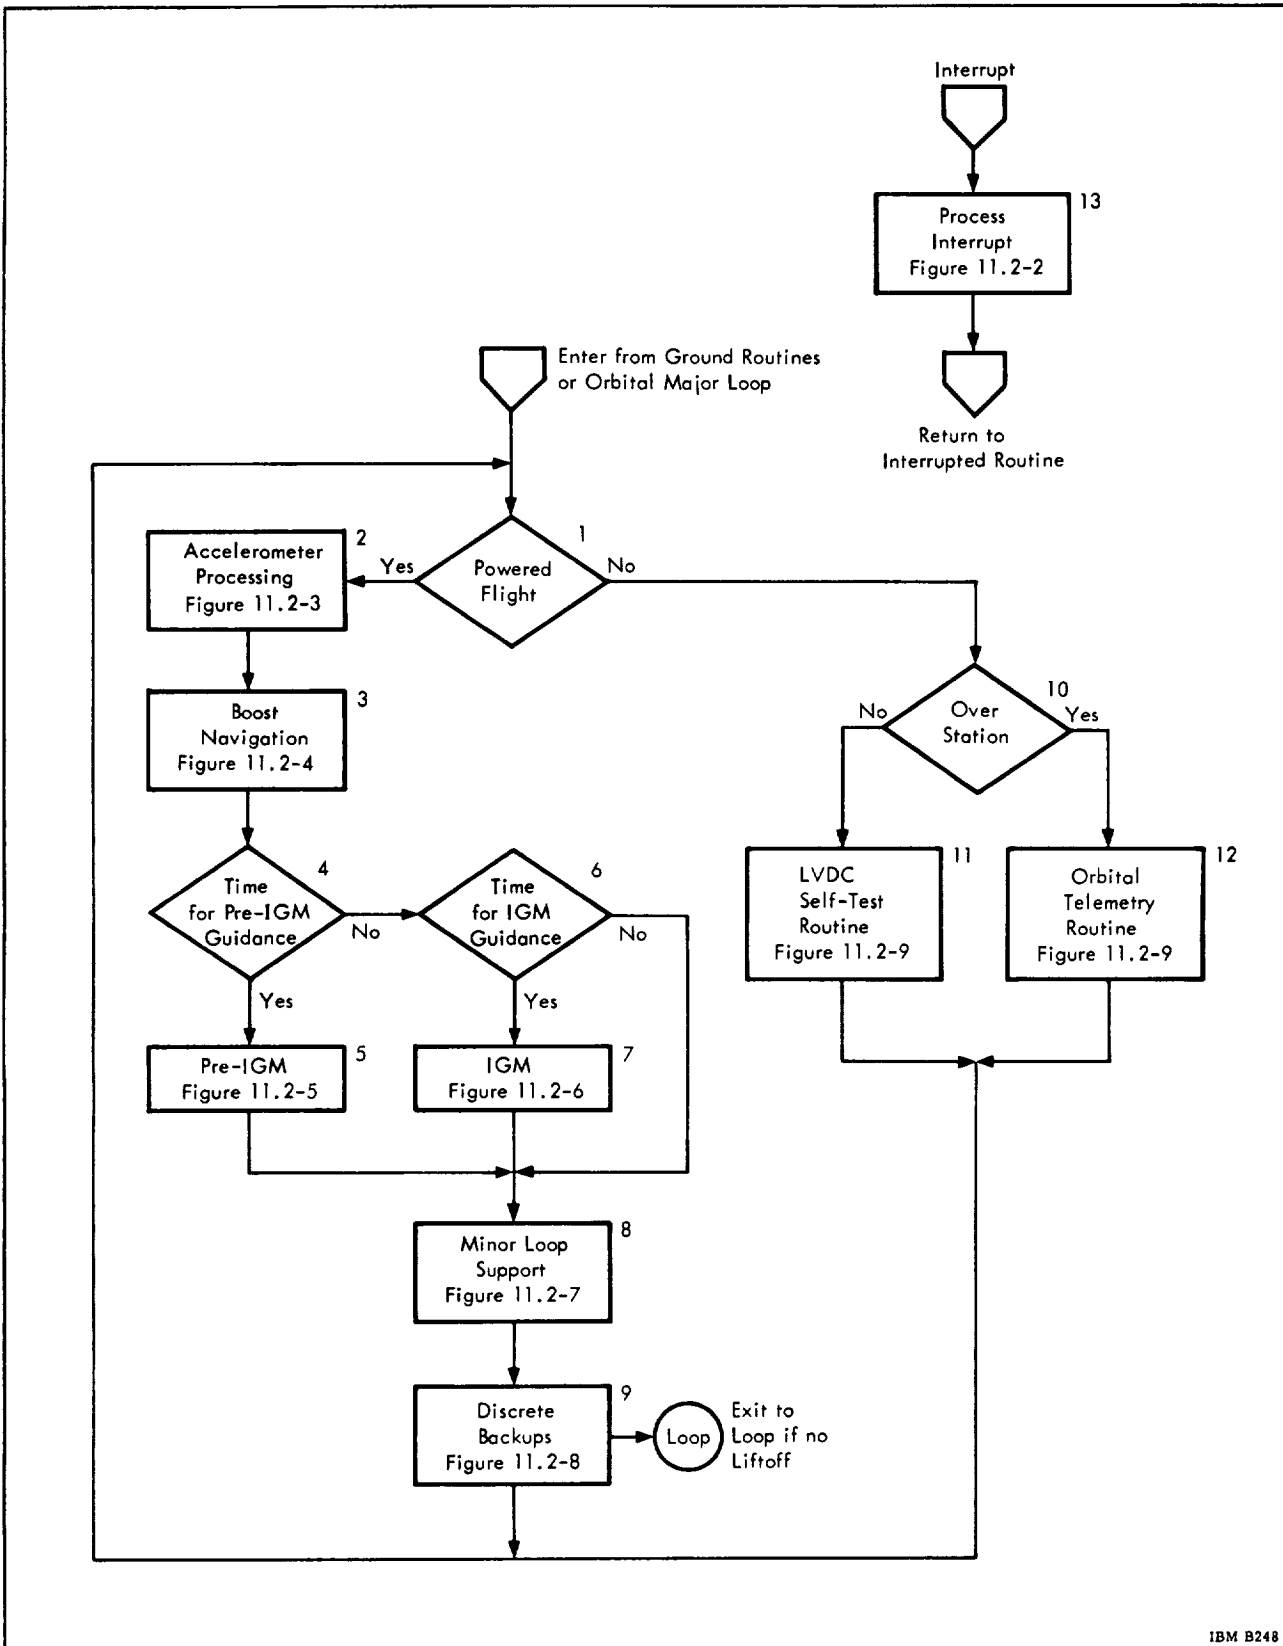 Interrupt
13
Process
Interrupt
Figure 11.2-2
Return to
Interrupted Routine
Enter from Ground Routines
or Orbital Major Loop
1
Powered
Flight
Yes
No
2
Accelerometer
Processing
Figure 11.2-3
3
Boost
Navigation
Figure 11.2-4
4
Time
for Pre-IGM
Guidance
No
Yes
6
Time
for IGM
Guidance
No
Yes
5
Pre-IGM
Figure 11.2-5
7
IGM
Figure 11.2-6
8
Minor Loop
Support
Figure 11.2-7
9
Discrete
Backups
Figure 11.2-8
Loop
Exit to
Loop if no
Liftoff
10
Over
Station
No
Yes
11
LVDC
Self-Test
Routine
Figure 11.2-9
12
Orbital
Telemetry
Routine
Figure 11.2-9
IBM B248